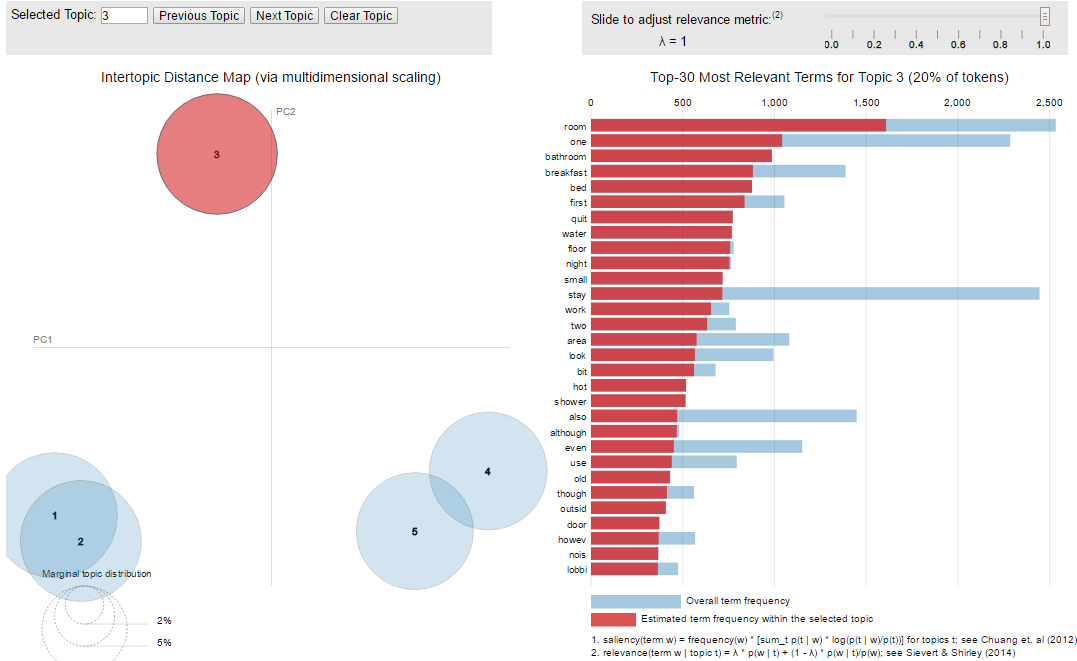 Selected Topic: 3 Previous Topic Next Topic Clear Topic
Slide to adjust relevance metric:(2)
λ = 1
0.0 0.2 0.4 0.6 0.8 1.0
Intertopic Distance Map (via multidimensional scaling)
PC2
PC1
3
4
5
1
2
Marginal topic distribution
2%
5%
Top-30 Most Relevant Terms for Topic 3 (20% of tokens)
0 500 1,000 1,500 2,000 2,500
room
one
bathroom
breakfast
bed
first
quit
water
floor
night
small
stay
work
two
area
look
bit
hot
shower
also
although
even
use
old
though
outsid
door
howev
nois
lobbi
Overall term frequency
Estimated term frequency within the selected topic
1. saliency(term w) = frequency(w) * [sum_t p(t | w) * log(p(t | w)/p(t))] for topics t; see Chuang et. al (2012)
2. relevance(term w | topic t) = λ * p(w | t) + (1 - λ) * p(w | t)/p(w); see Sievert & Shirley (2014)